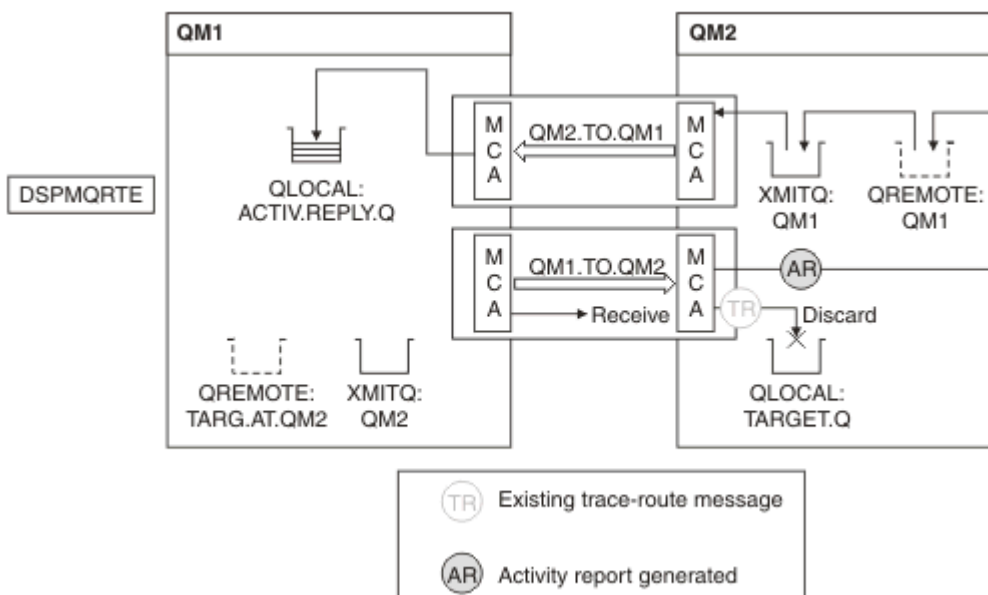 QM1
QM2
M
C
A
QM2.TO.QM1
M
C
A
DSPMQRTE
QLOCAL:
ACTIV.REPLY.Q
XMITQ:
QM1
QREMOTE:
QM1
M
C
A
QM1.TO.QM2
Receive
M
C
A
AR
TR
Discard
QREMOTE:
TARG.AT.QM2
XMITQ:
QM2
QLOCAL:
TARGET.Q
TR Existing trace-route message
AR Activity report generated